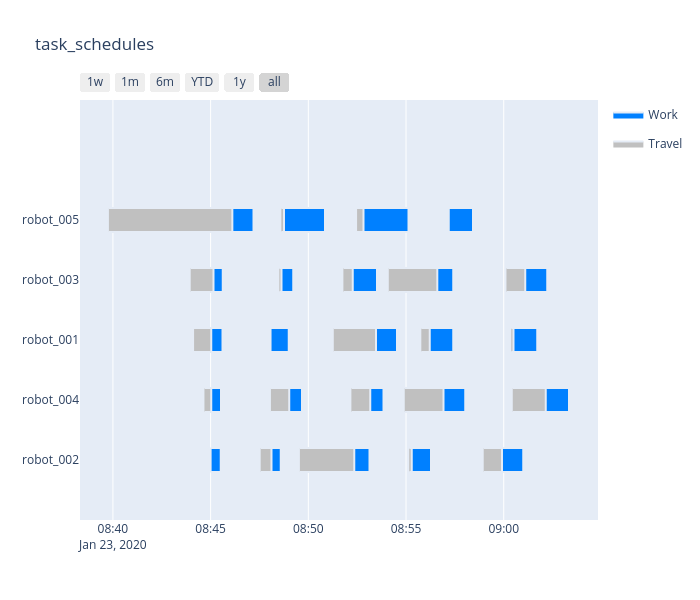 task_schedules
1w 1m 6m YTD 1y all
Work
Travel
robot_005
robot_003
robot_001
robot_004
robot_002
08:40 08:45 08:50 08:55 09:00
Jan 23, 2020